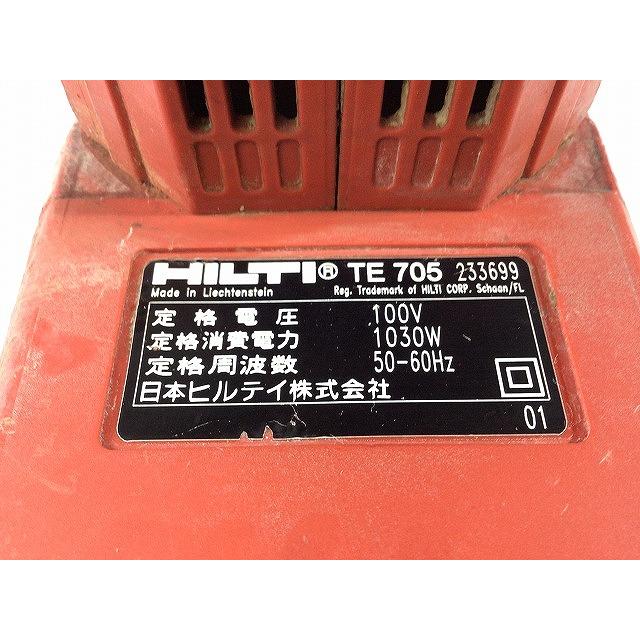 HILTI® TE 705 233699
Made in Liechtenstein Reg. Trademark of HILTI CORP. Schaan/FL
定格電圧 100V
定格消費電力 1030W
定格周波数 50-60Hz
日本ヒルテイ株式会社
01